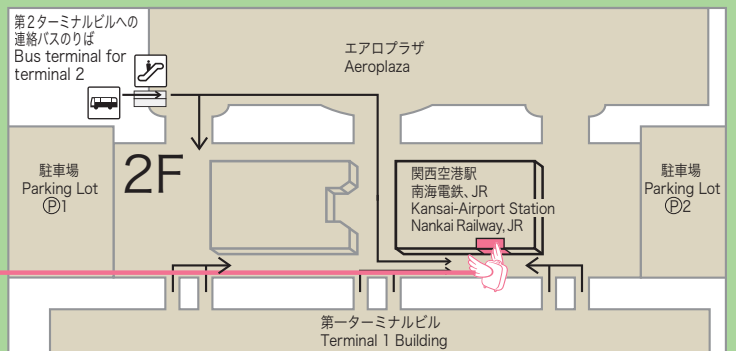 第2ターミナルビルへの
連絡バスのりば
Bus terminal for
terminal 2
エアロプラザ
Aeroplaza
駐車場
Parking Lot
Ⓟ1
2F
関西空港駅
南海電鉄、JR
Kansai-Airport Station
Nankai Railway, JR
駐車場
Parking Lot
Ⓟ2
第一ターミナルビル
Terminal 1 Building